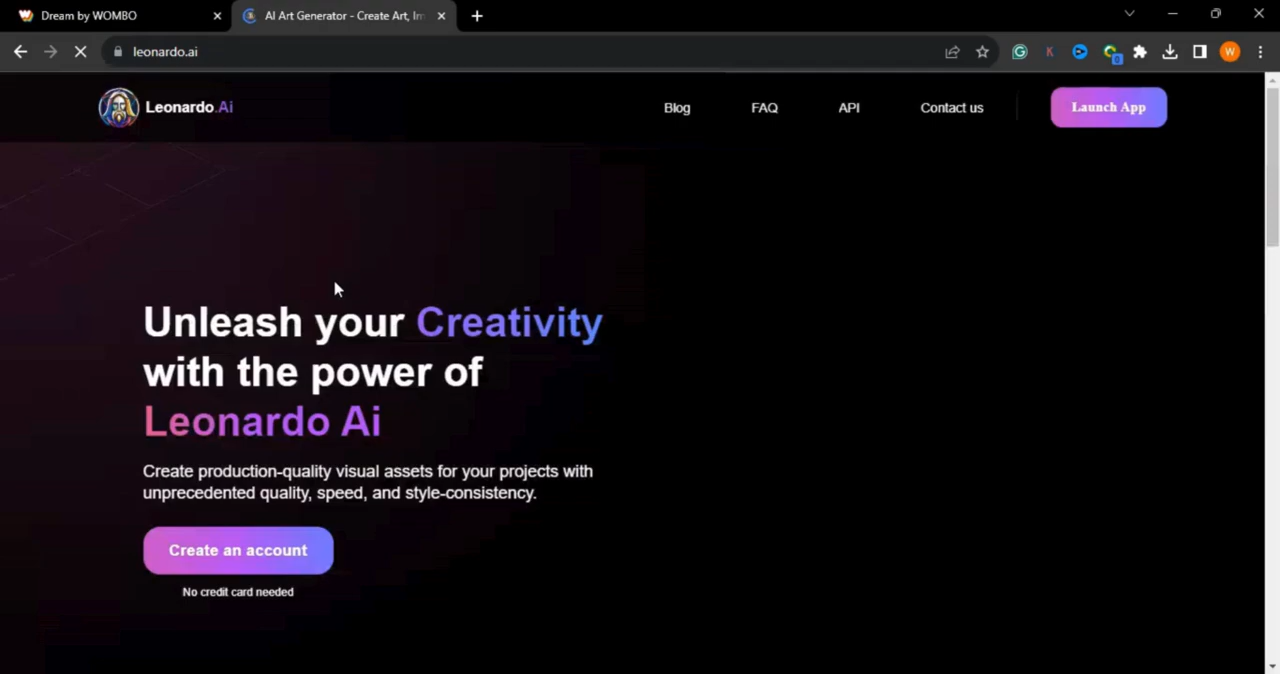 Dream by WOMBO
AI Art Generator - Create Art, Im
leonardo.ai
Leonardo.Ai
Blog
FAQ
API
Contact us
Launch App
Unleash your Creativity
with the power of
Leonardo Ai
Create production-quality visual assets for your projects with
unprecedented quality, speed, and style-consistency.
Create an account
No credit card needed
G
K
0
W